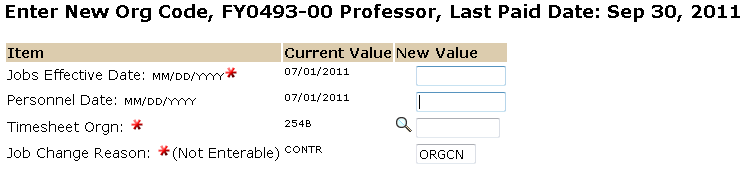 Enter New Org Code, FY0493-00 Professor, Last Paid Date: Sep 30, 2011
Item Current Value New Value
Jobs Effective Date: MM/DD/YYYY* 07/01/2011
Personnel Date: MM/DD/YYYY 07/01/2011
Timesheet Orgn: * 254B
Job Change Reason: *(Not Enterable) CONTR ORGCN